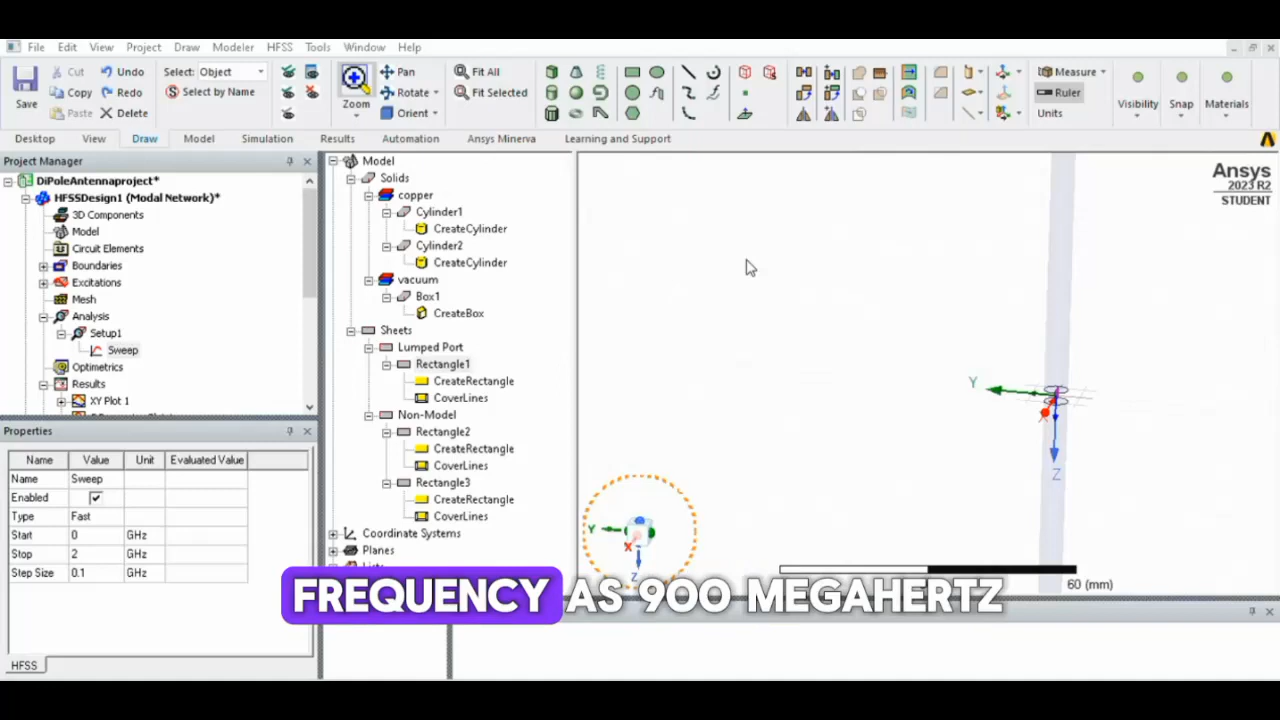 File Edit View Project Draw Modeler HFSS Tools Window Help
Save Cut Copy Paste Undo Redo Delete Select: Object Select by Name Zoom Pan Rotate Orient Fit All Fit Selected Measure Ruler Units Visibility Snap Materials
Desktop View Draw Model Simulation Results Automation Ansys Minerva Learning and Support
Project Manager
DiPoleAntennaproject*
HFSSDesign1 (Modal Network)*
3D Components
Model
Circuit Elements
Boundaries
Excitations
Mesh
Analysis
Setup1
Sweep
Optimetrics
Results
XY Plot 1
Properties
Name Value Unit Evaluated Value
Name Sweep
Enabled
Type Fast
Start 0 GHz
Stop 2 GHz
Step Size 0.1 GHz
HFSS
Model
Solids
copper
Cylinder1
CreateCylinder
Cylinder2
CreateCylinder
vacuum
Box1
CreateBox
Sheets
Lumped Port
Rectangle1
CreateRectangle
CoverLines
Non-Model
Rectangle2
CreateRectangle
CoverLines
Rectangle3
CreateRectangle
CoverLines
Coordinate Systems
Planes
Ansys
2023 R2
STUDENT
Y
X
Z
Y
X
Z
60 (mm)
FREQUENCY AS 900 MEGAHERTZ